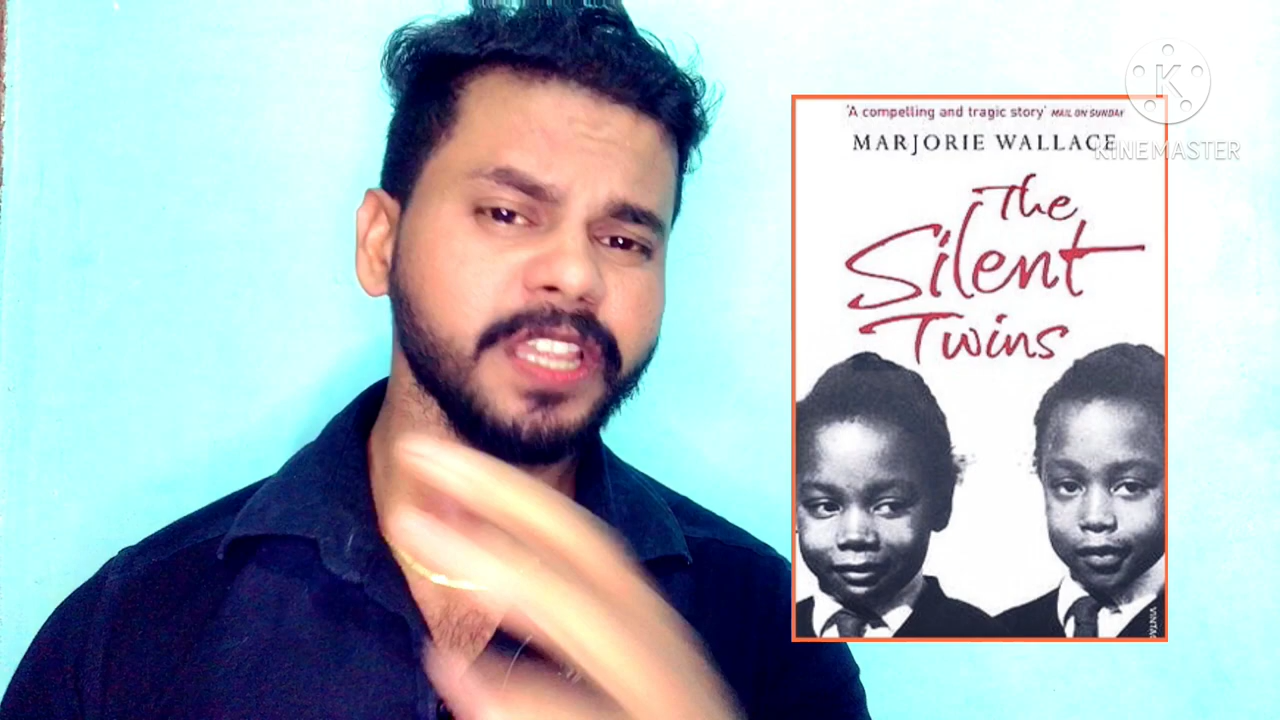 'A compelling and tragic story' MAIL ON SUNDAY
MARJORIE WALLACE
The
Silent
Twins
K
KINEMASTER